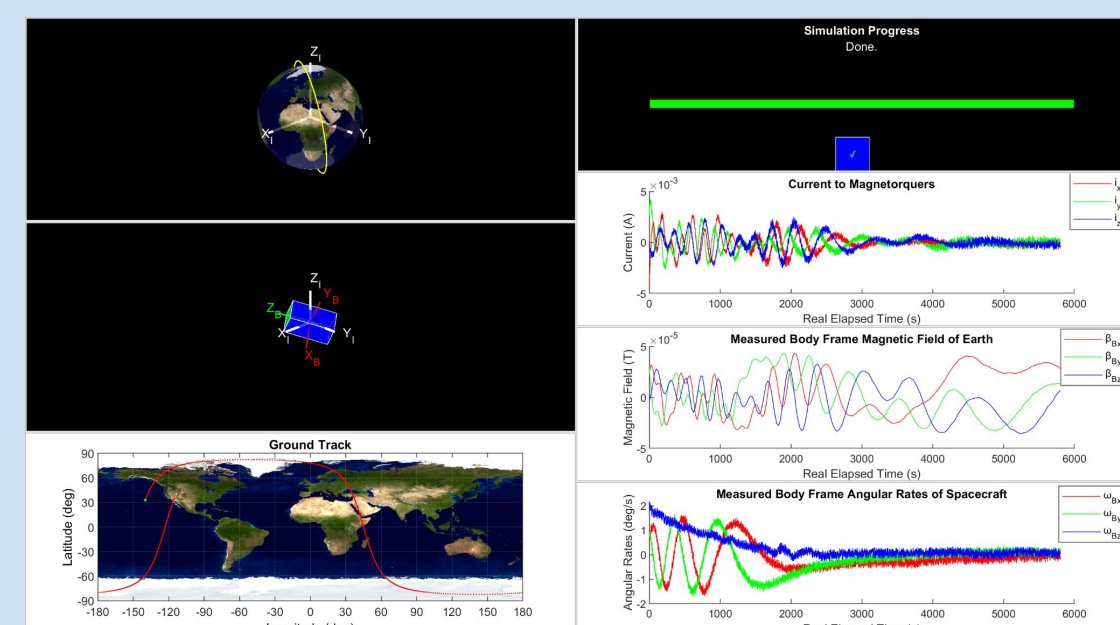 Z_I
X_I
Y_I
Z_I
Y_B
Z_B
X_I
Y_I
X_B
Ground Track
Latitude (deg)
90
60
30
0
-30
-60
-90
-180 -150 -120 -90 -60 -30 0 30 60 90 120 150 180
Simulation Progress
Done.
✓
Current to Magnetorquers
×10^-3
Current (A)
5
0
-5
0 1000 2000 3000 4000 5000 6000
Real Elapsed Time (s)
Measured Body Frame Magnetic Field of Earth
×10^-5
Magnetic Field (T)
5
0
-5
0 1000 2000 3000 4000 5000 6000
Real Elapsed Time (s)
β_Bx
β_By
β_Bz
Measured Body Frame Angular Rates of Spacecraft
Angular Rates (deg/s)
2
1
0
-1
-2
0 1000 2000 3000 4000 5000 6000
ω_Bx
ω_By
ω_Bz